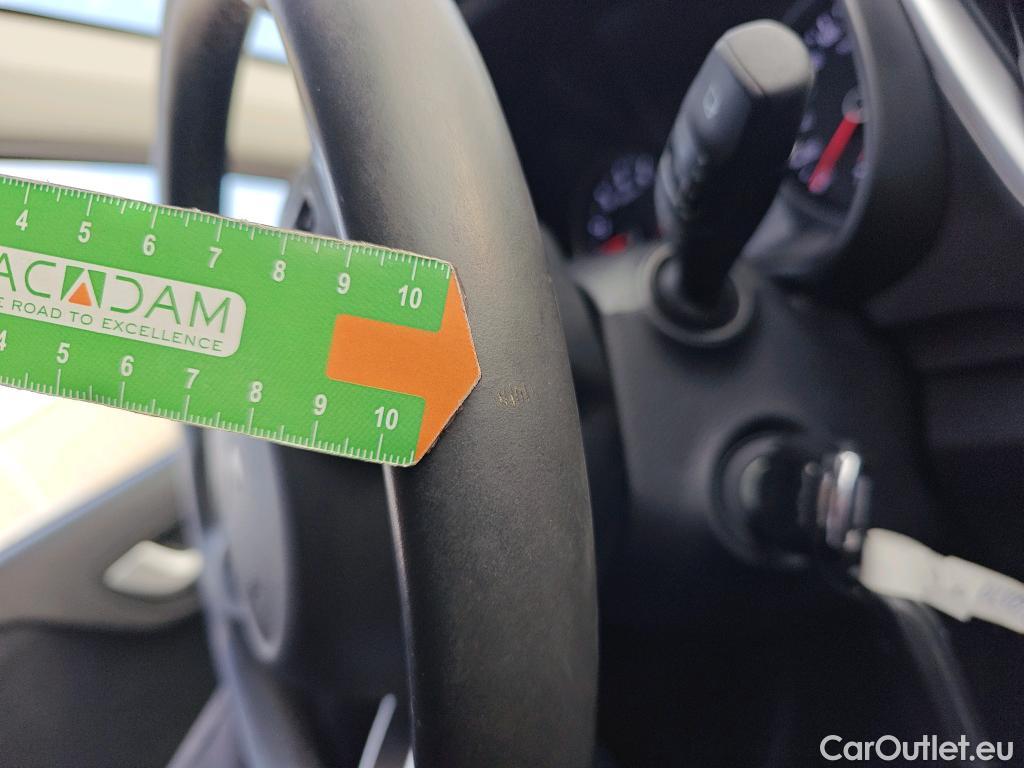 4 5 6 7 8 9 10
MACADAM
THE ROAD TO EXCELLENCE
4 5 6 7 8 9 10
CarOutlet.eu